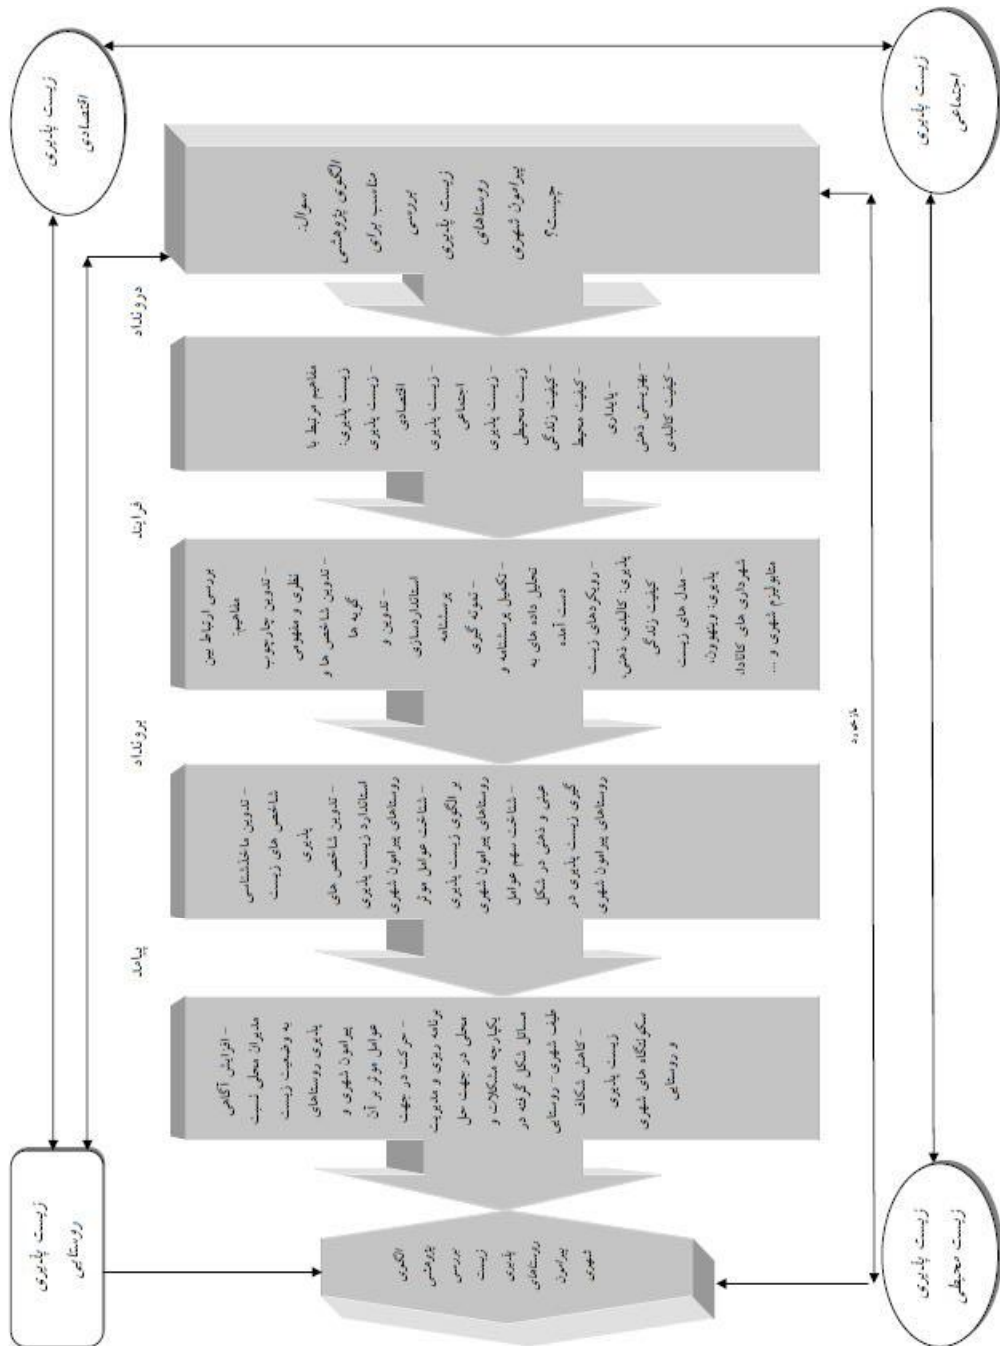 زیست پذیری
اجتماعی
زیست پذیری
اقتصادی
سوال:
الگوی پژوهشی
مناسب برای
بررسی
زیست پذیری
روستاهای
پیرامون شهری
چیست؟
درونداد
مفاهیم مرتبط با
زیست پذیری:
- زیست پذیری
اقتصادی
- زیست پذیری
اجتماعی
- زیست پذیری
زیست محیطی
- کیفیت زندگی
- کیفیت محیط
- پایداری
- بهزیستی ذهنی
- کیفیت کالبدی
فرایند
بررسی ارتباط بین
مفاهیم:
- تدوین چارچوب
نظری و مفهومی
- تدوین شاخص ها و
گویه ها
- تدوین و
استانداردسازی
پرسشنامه
- نمونه گیری
- تکمیل پرسشنامه و
تحلیل داده های به
دست آمده
- رویکردهای زیست
پذیری: کالبدی، ذهنی،
کیفیت زندگی
- مدل های زیست
پذیری: وینهوون،
شهرداری های کانادا،
متابولیزم شهری و ...
برونداد
- تدوین ماخذشناسی
شاخص های زیست
پذیری
- تدوین شاخص های
استاندارد زیست پذیری
روستاهای پیرامون شهری
- شناخت عوامل موثر
بر الگوی زیست پذیری
روستاهای پیرامون شهری
- شناخت سهم عوامل
عینی و ذهنی در شکل
گیری زیست پذیری در
روستاهای پیرامون شهری
پیامد
- افزایش آگاهی
مدیران محلی نسبت
به وضعیت زیست
پذیری روستاهای
پیرامون شهری و
عوامل موثر بر آن
- حرکت در جهت
برنامه ریزی و مدیریت
محلی در جهت حل
یکپارچه مشکلات و
مسائل شکل گرفته در
طیف شهری - روستایی
- کاهش شکاف
زیست پذیری
سکونتگاه های شهری
و روستایی
الگوی
پژوهشی
بررسی
زیست
پذیری
روستاهای
پیرامون
شهری
بازخورد
زیست پذیری
زیست محیطی
زیست پذیری
روستایی